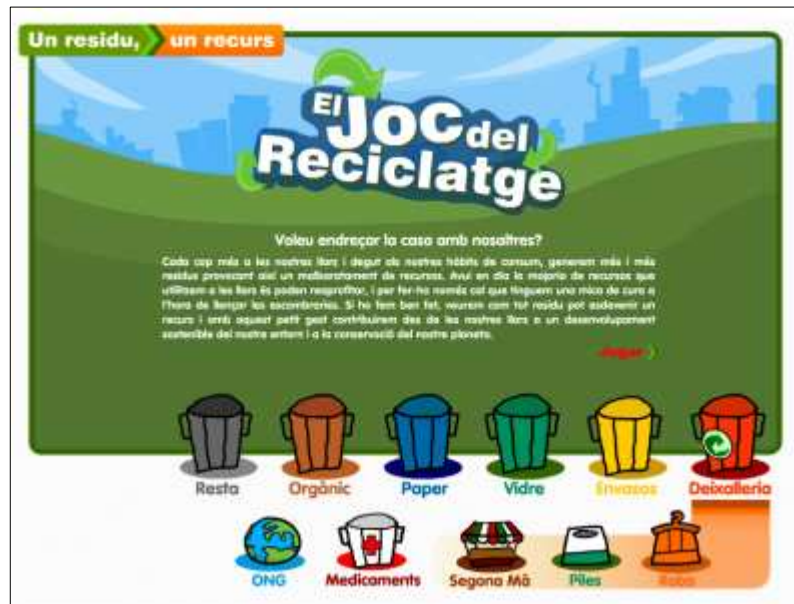 Un residu, un recurs
El Joc del
Reciclatge
Voleu endreçar la casa amb nosaltres?
Cada cop més a les nostres llars i degut als nostres hàbits de consum, generem més i més
residus provocant així un malbaratament de recursos. Avui en dia la majoria de recursos que
utilitzem a les llars es poden reaprofitar, i per fer-ho només cal que tinguem una mica de cura a
l'hora de llençar les escombraries. Si ho fem ben fet, veurem com tot residu pot esdevenir un
recurs i amb aquest petit gest contribuirem des de les nostres llars a un desenvolupament
sostenible del nostre entorn i a la conservació del nostre planeta.
Jugar
Resta Orgànic Paper Vidre Envasos Deixalleria
ONG Medicaments Segona Mà Piles Roba